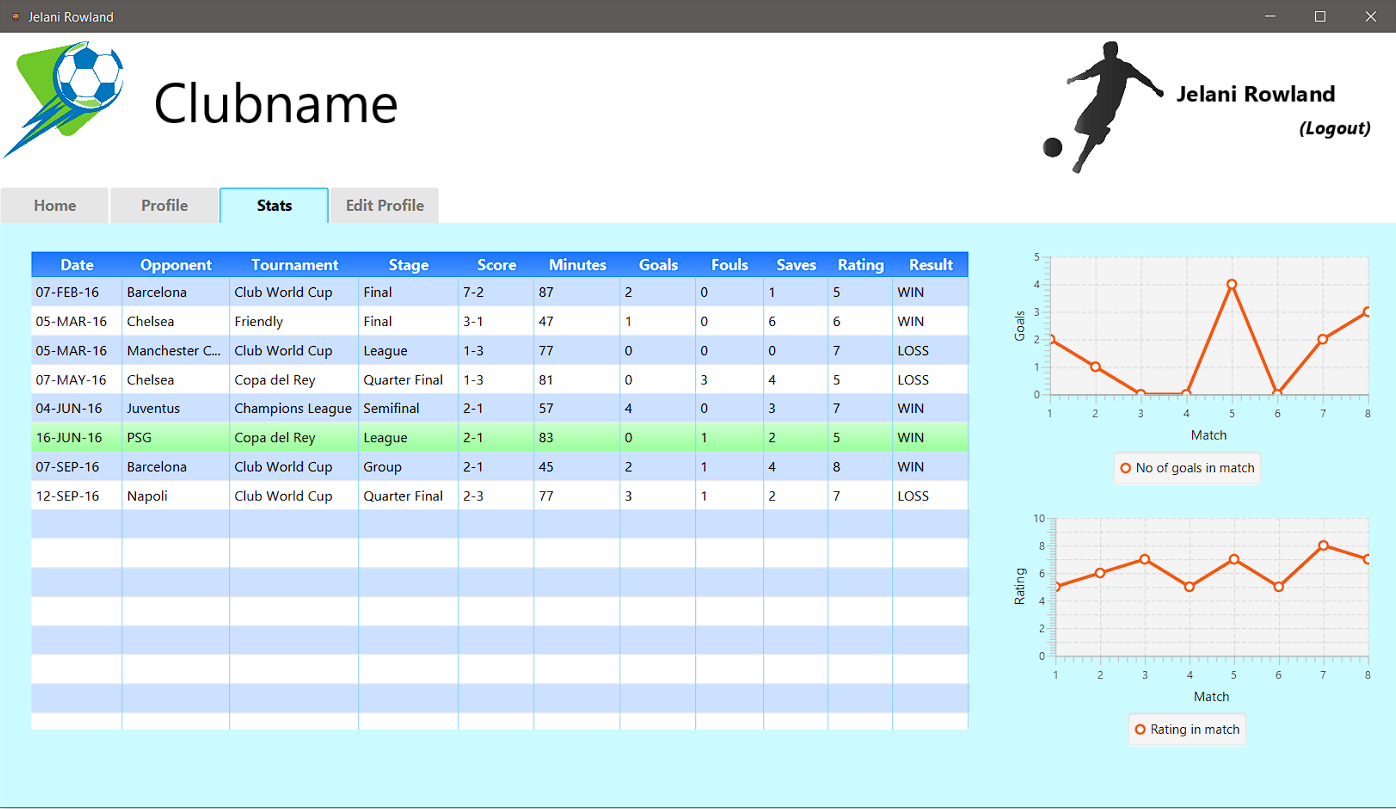 Jelani Rowland
Clubname
Jelani Rowland
(Logout)
Home Profile Stats Edit Profile
Date Opponent Tournament Stage Score Minutes Goals Fouls Saves Rating Result
07-FEB-16 Barcelona Club World Cup Final 7-2 87 2 0 1 5 WIN
05-MAR-16 Chelsea Friendly Final 3-1 47 1 0 6 6 WIN
05-MAR-16 Manchester C... Club World Cup League 1-3 77 0 0 0 7 LOSS
07-MAY-16 Chelsea Copa del Rey Quarter Final 1-3 81 0 3 4 5 LOSS
04-JUN-16 Juventus Champions League Semifinal 2-1 57 4 0 3 7 WIN
16-JUN-16 PSG Copa del Rey League 2-1 83 0 1 2 5 WIN
07-SEP-16 Barcelona Club World Cup Group 2-1 45 2 1 4 8 WIN
12-SEP-16 Napoli Club World Cup Quarter Final 2-3 77 3 1 2 7 LOSS
5
4
3
2
1
0
Goals
1 2 3 4 5 6 7 8
Match
No of goals in match
10
8
6
4
2
0
Rating
1 2 3 4 5 6 7 8
Match
Rating in match